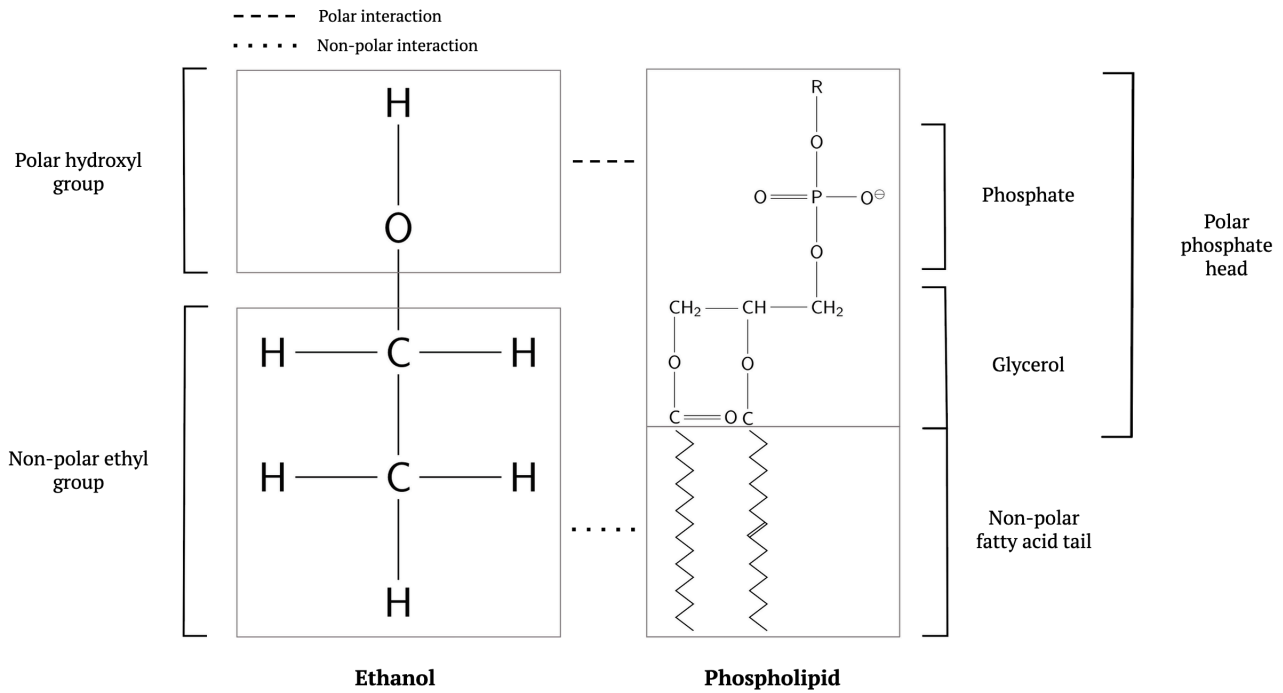 Polar interaction
Non-polar interaction
Polar hydroxyl
group
Non-polar ethyl
group
H
O
H C H
H C H
H
Ethanol
R
O
O P O⊖
O
CH₂ CH CH₂
O O
C O C
Phospholipid
Phosphate
Glycerol
Non-polar
fatty acid tail
Polar
phosphate
head